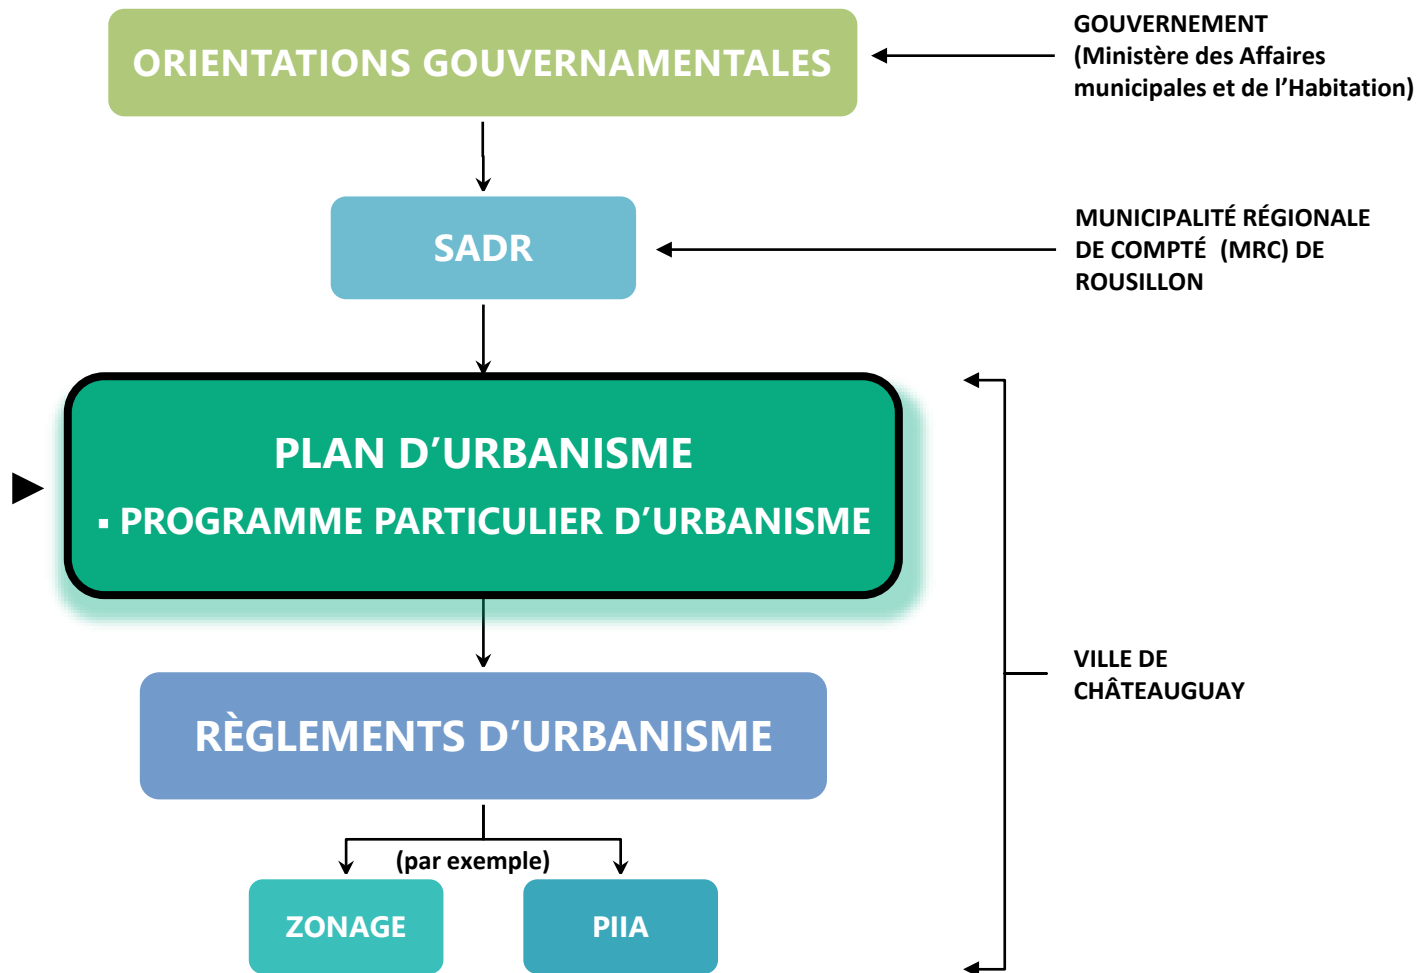 ORIENTATIONS GOUVERNAMENTALES
GOUVERNEMENT
(Ministère des Affaires
municipales et de l’Habitation)
SADR
MUNICIPALITÉ RÉGIONALE
DE COMPTÉ (MRC) DE
ROUSILLON
PLAN D’URBANISME
▪ PROGRAMME PARTICULIER D’URBANISME
VILLE DE
CHÂTEAUGUAY
RÈGLEMENTS D’URBANISME
(par exemple)
ZONAGE
PIIA